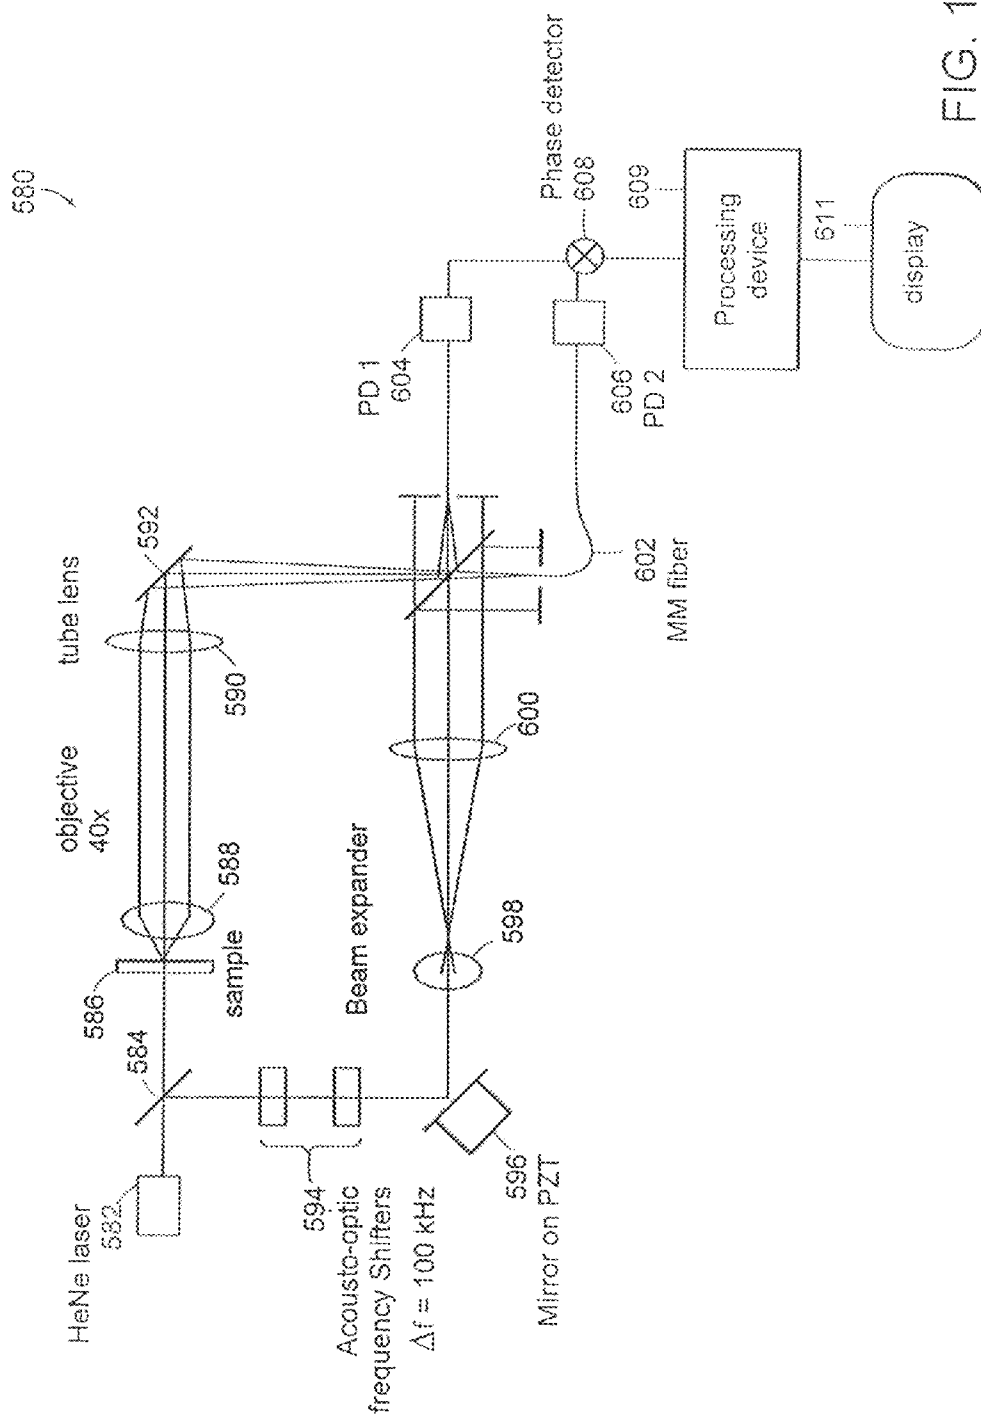 580
HeNe laser
582
584
586
sample
objective
40x
588
tube lens
590
592
Acousto-optic
frequency Shifters
Δf = 100 kHz
594
596
Mirror on PZT
Beam expander
598
600
602
MM fiber
PD 1
604
606
PD 2
Phase detector
608
609
Processing
device
611
display
FIG. 1